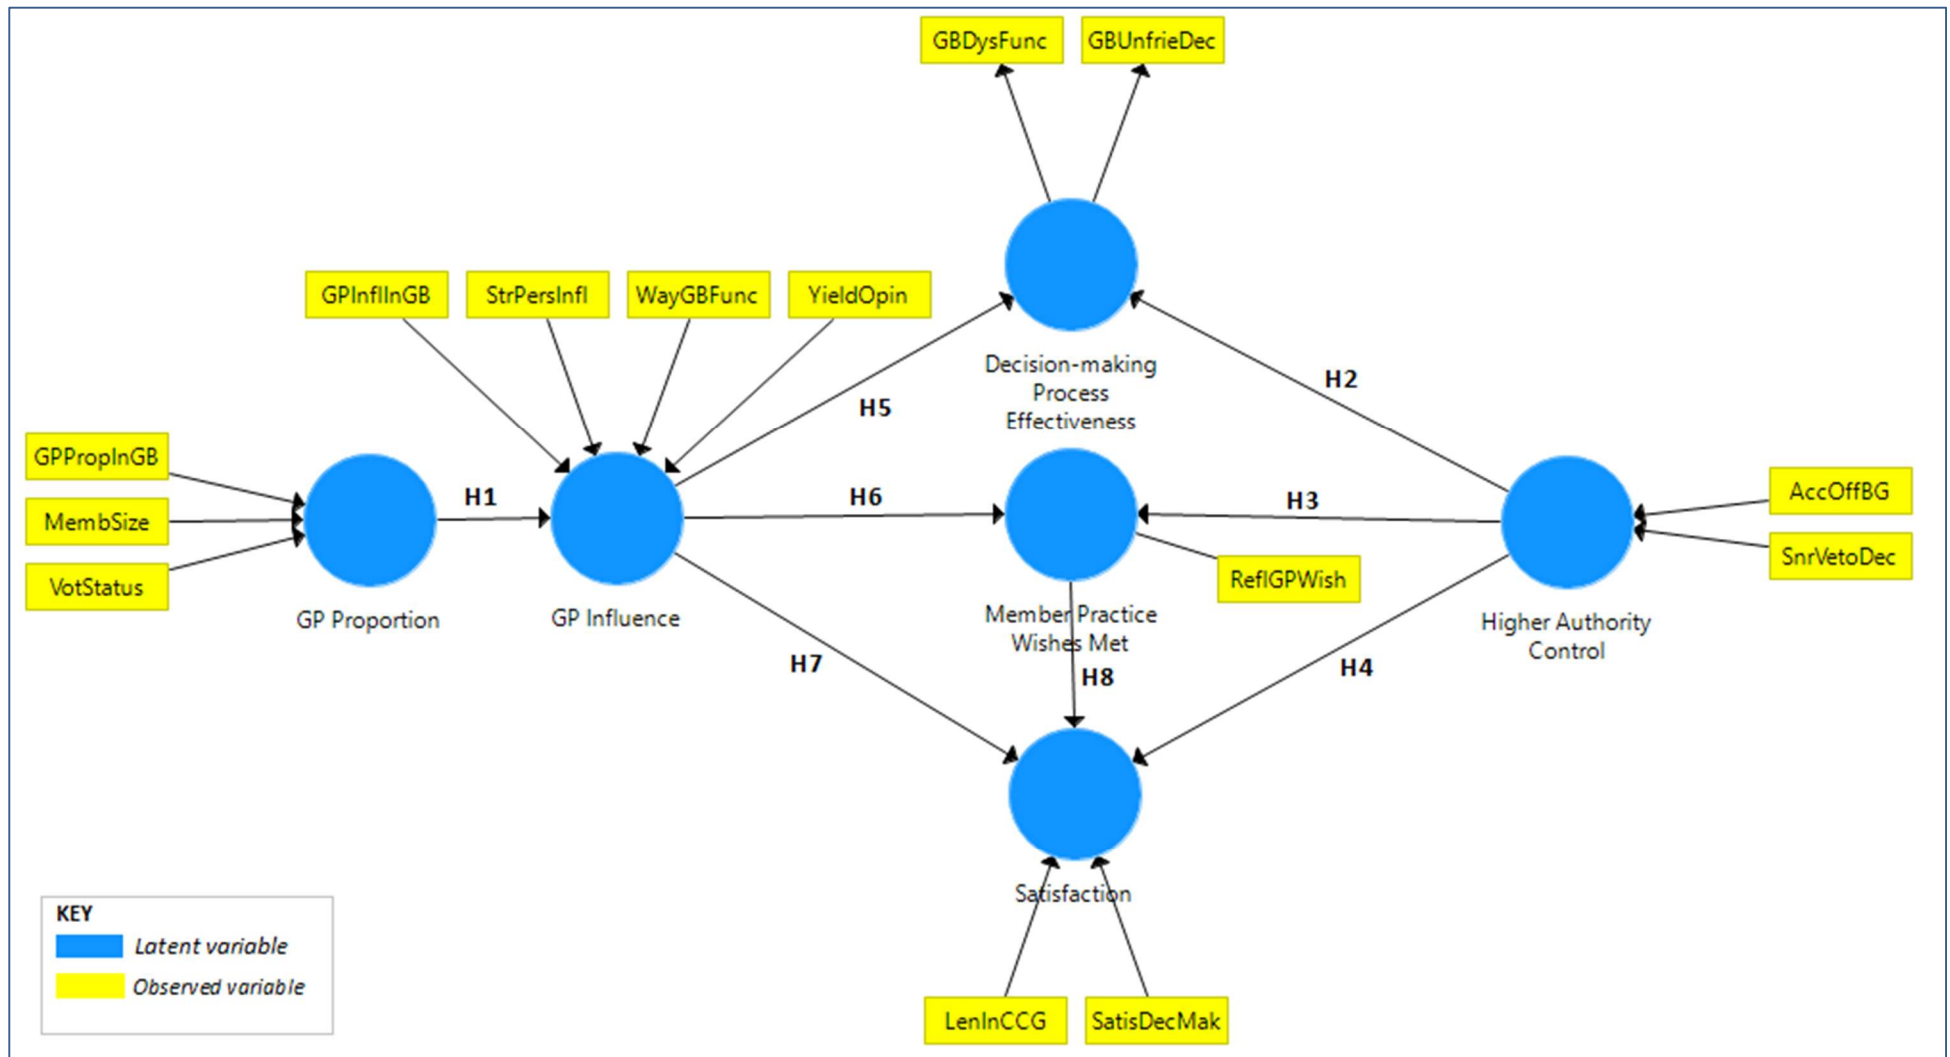 GBDysFunc
GBUnfrieDec
GPInflInGB
StrPersInfl
WayGBFunc
YieldOpin
Decision-making
Process
Effectiveness
H2
H5
GPPropInGB
MembSize
VotStatus
H1
H6
H3
AccOffBG
SnrVetoDec
ReflGPWish
GP Proportion
GP Influence
Member Practice
Wishes Met
Higher Authority
Control
H7
H8
H4
Satisfaction
KEY
Latent variable
Observed variable
LenInCCG
SatisDecMak